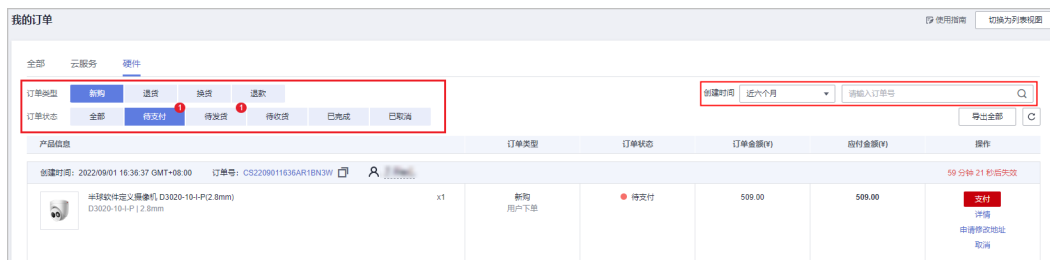 我的订单 使用指南 切换为列表视图
全部 云服务 硬件
订单类型 新购 退货 换货 退款 创建时间 近六个月 请输入订单号
订单状态 全部 待支付 1 待发货 1 待收货 已完成 已取消 导出全部
产品信息 订单类型 订单状态 订单金额(¥) 应付金额(¥) 操作
创建时间: 2022/09/01 16:36:37 GMT+08:00 订单号: CS2209011636AR1BN3W 59 分钟 21 秒后失效
半球软件定义摄像机 D3020-10-I-P(2.8mm) x1 新购 待支付 509.00 509.00 支付
D3020-10-I-P | 2.8mm 用户下单 详情
申请修改地址
取消